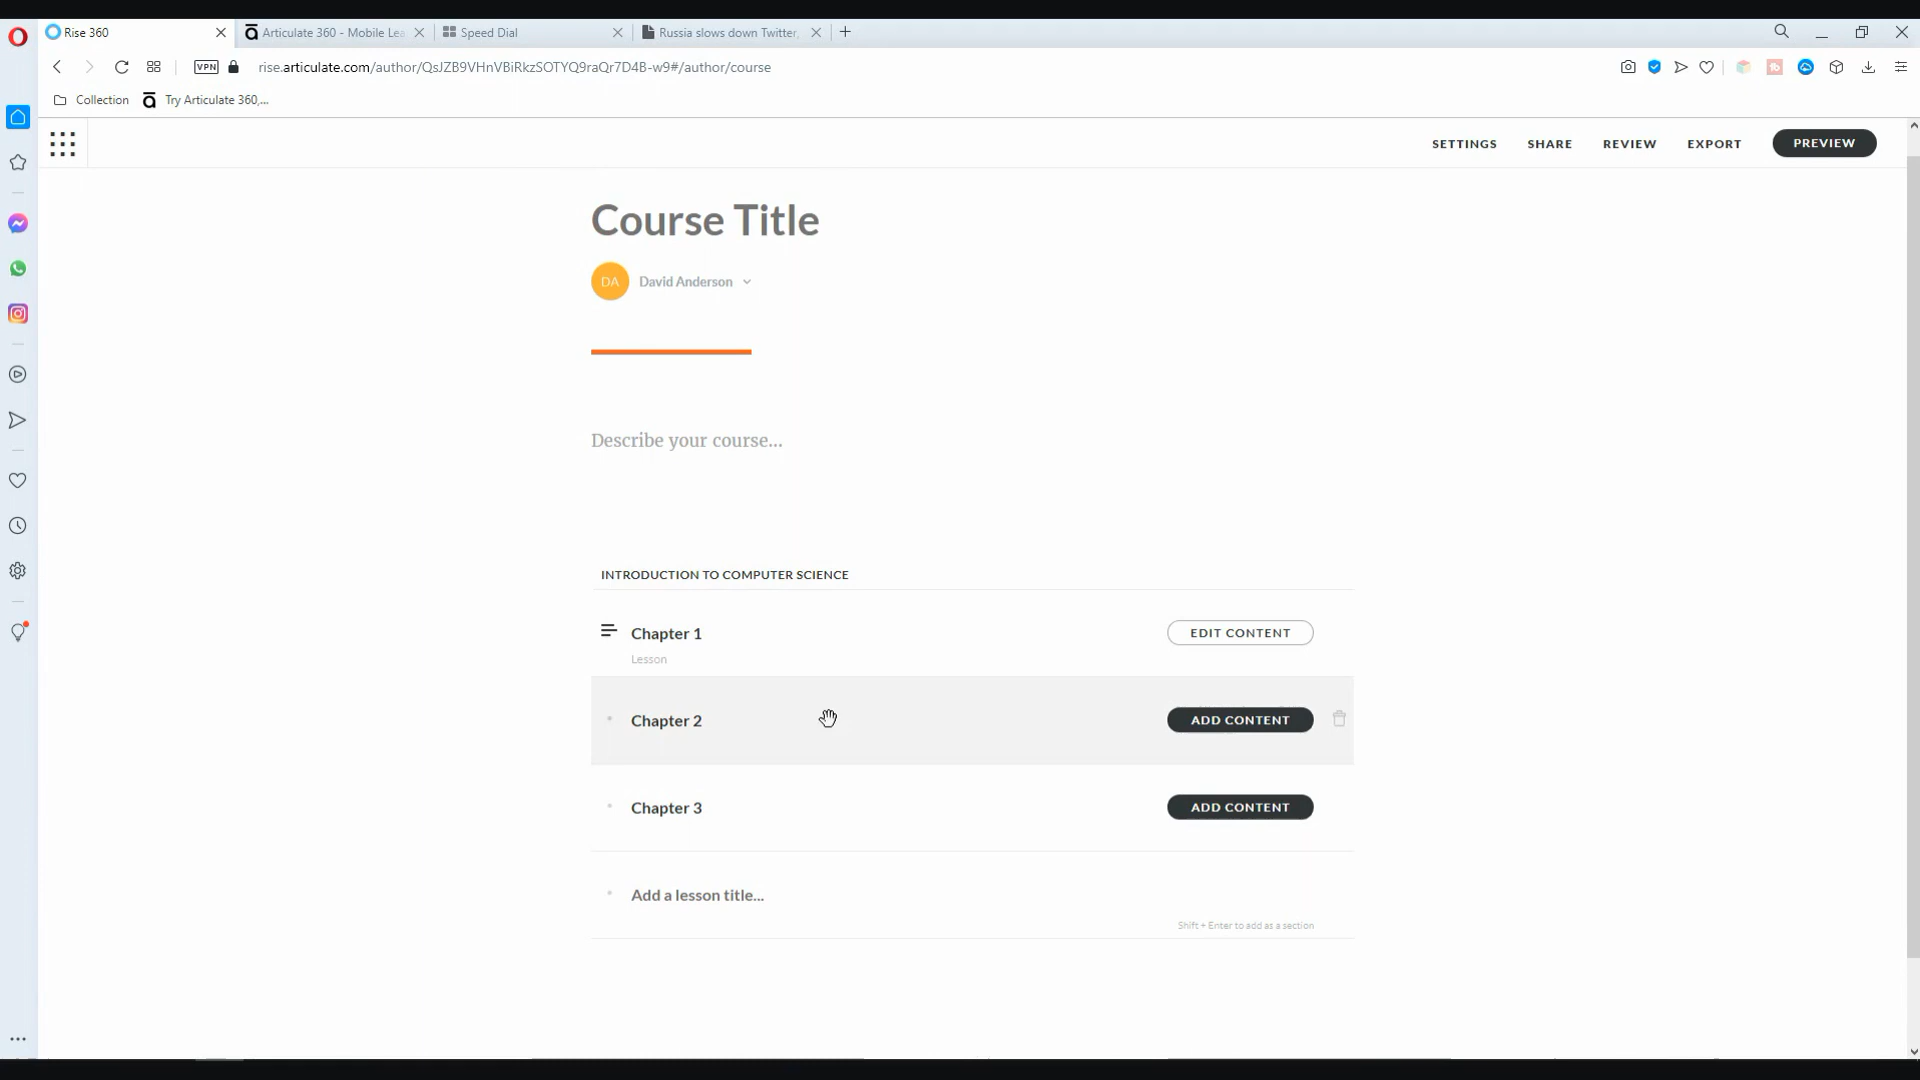 Rise 360
Articulate 360 - Mobile Lea
Speed Dial
Russia slows down Twitter,
VPN
rise.articulate.com/author/QsJZB9VHnVBiRkzSOTYQ9raQr7D4B-w9#/author/course
Collection
Try Articulate 360,...
SETTINGS
SHARE
REVIEW
EXPORT
PREVIEW
Course Title
DA
David Anderson
Describe your course...
INTRODUCTION TO COMPUTER SCIENCE
Chapter 1
EDIT CONTENT
Lesson
Chapter 2
ADD CONTENT
Chapter 3
ADD CONTENT
Add a lesson title...
Shift + Enter to add as a section